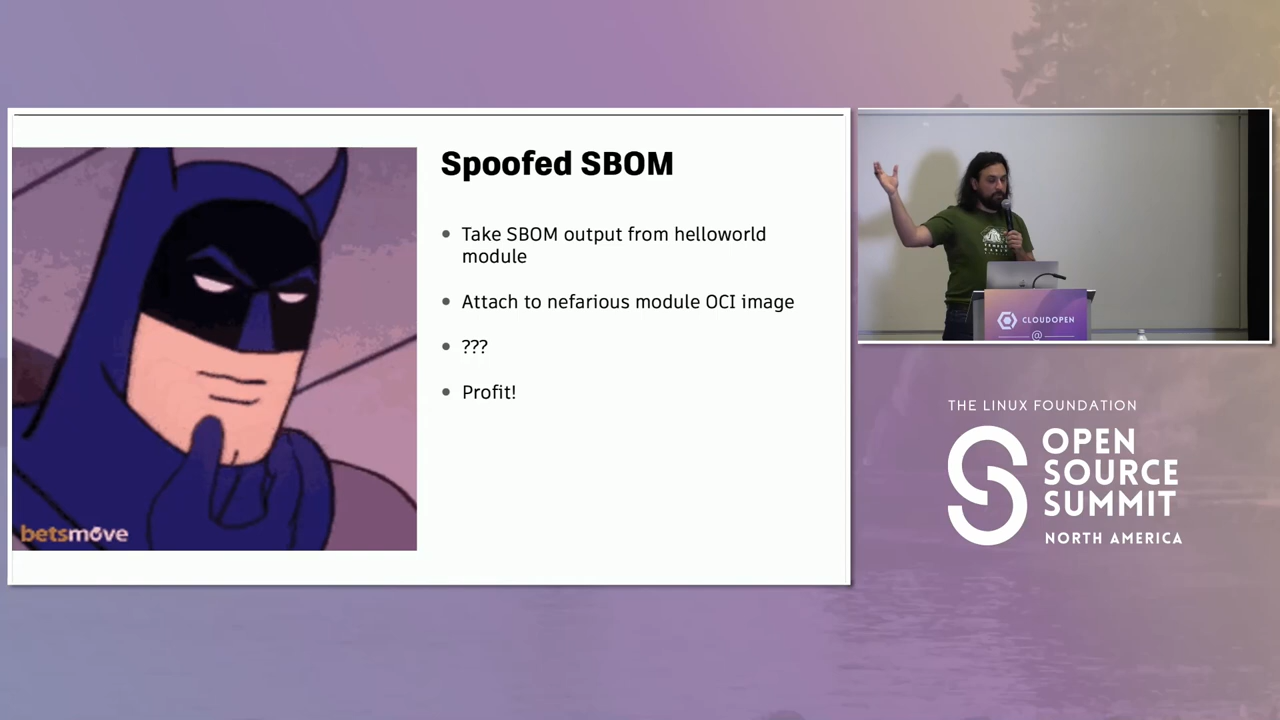 Spoofed SBOM
• Take SBOM output from helloworld
module
• Attach to nefarious module OCI image
• ???
• Profit!
betsmove
CLOUDOPEN
@
THE LINUX FOUNDATION
OPEN
SOURCE
SUMMIT
NORTH AMERICA